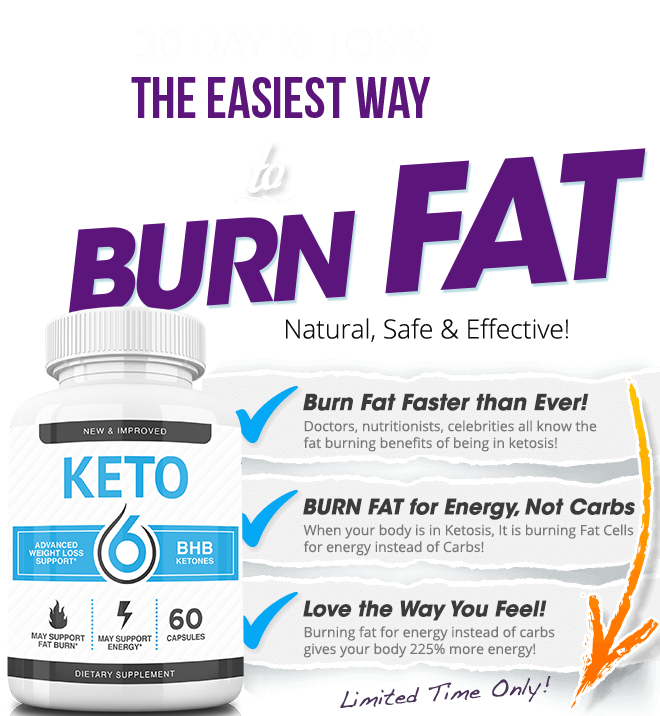 30 DAY KETOSIS
THE EASIEST WAY
to
BURN FAT
Natural, Safe & Effective!
Burn Fat Faster than Ever!
Doctors, nutritionists, celebrities all know the
fat burning benefits of being in ketosis!
BURN FAT for Energy, Not Carbs
When your body is in Ketosis, It is burning Fat Cells
for energy instead of Carbs!
Love the Way You Feel!
Burning fat for energy instead of carbs
gives your body 225% more energy!
Limited Time Only!
NEW & IMPROVED
KETO
6
ADVANCED
WEIGHT LOSS
SUPPORT*
BHB
KETONES
MAY SUPPORT
FAT BURN*
MAY SUPPORT
ENERGY*
60
CAPSULES
DIETARY SUPPLEMENT